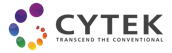 CYTEK
TRANSCEND THE CONVENTIONAL